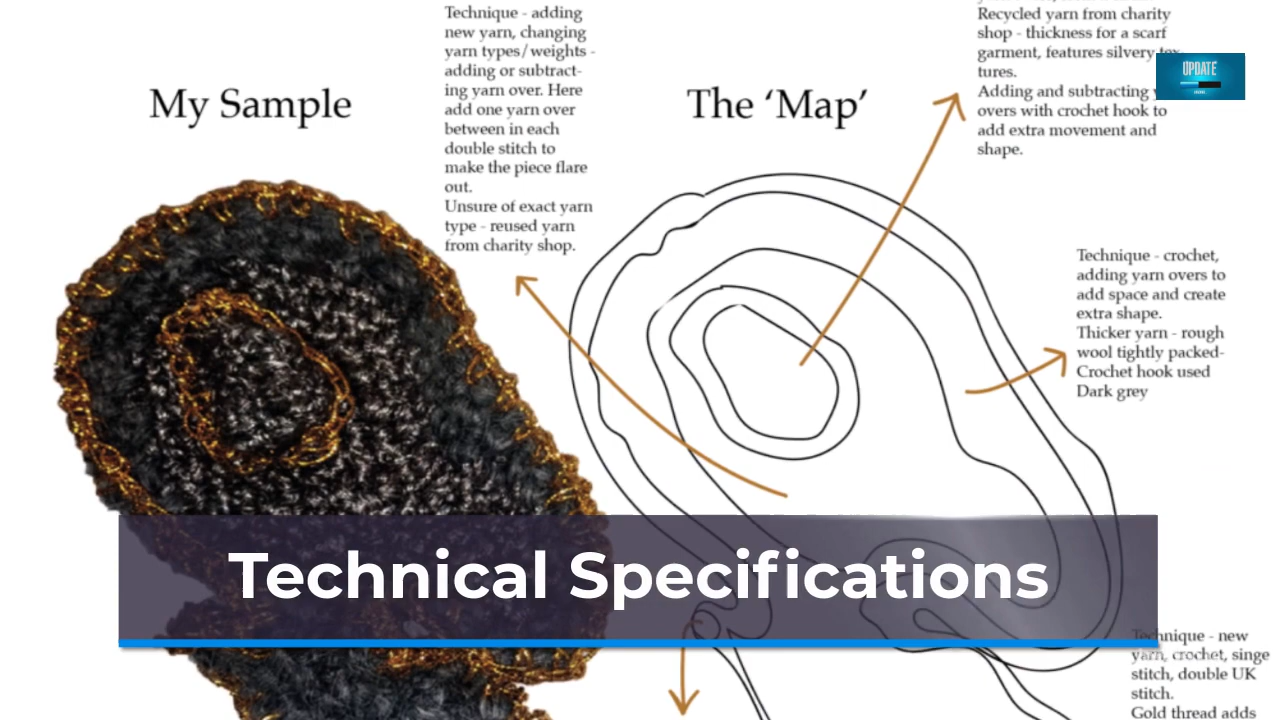 My Sample
Technique - adding
new yarn, changing
yarn types/weights -
adding or subtract-
ing yarn over. Here
add one yarn over
between in each
double stitch to
make the piece flare
out.
Unsure of exact yarn
type - reused yarn
from charity shop.
The ‘Map’
Recycled yarn from charity
shop - thickness for a scarf
garment, features silvery tex-
tures.
Adding and subtracting
overs with crochet hook to
add extra movement and
shape.
UPDATE
Technique - crochet,
adding yarn overs to
add space and create
extra shape.
Thicker yarn - rough
wool tightly packed-
Crochet hook used
Dark grey
Technical Specifications
Technique - new
yarn, crochet, singe
stitch, double UK
stitch.
Gold thread adds